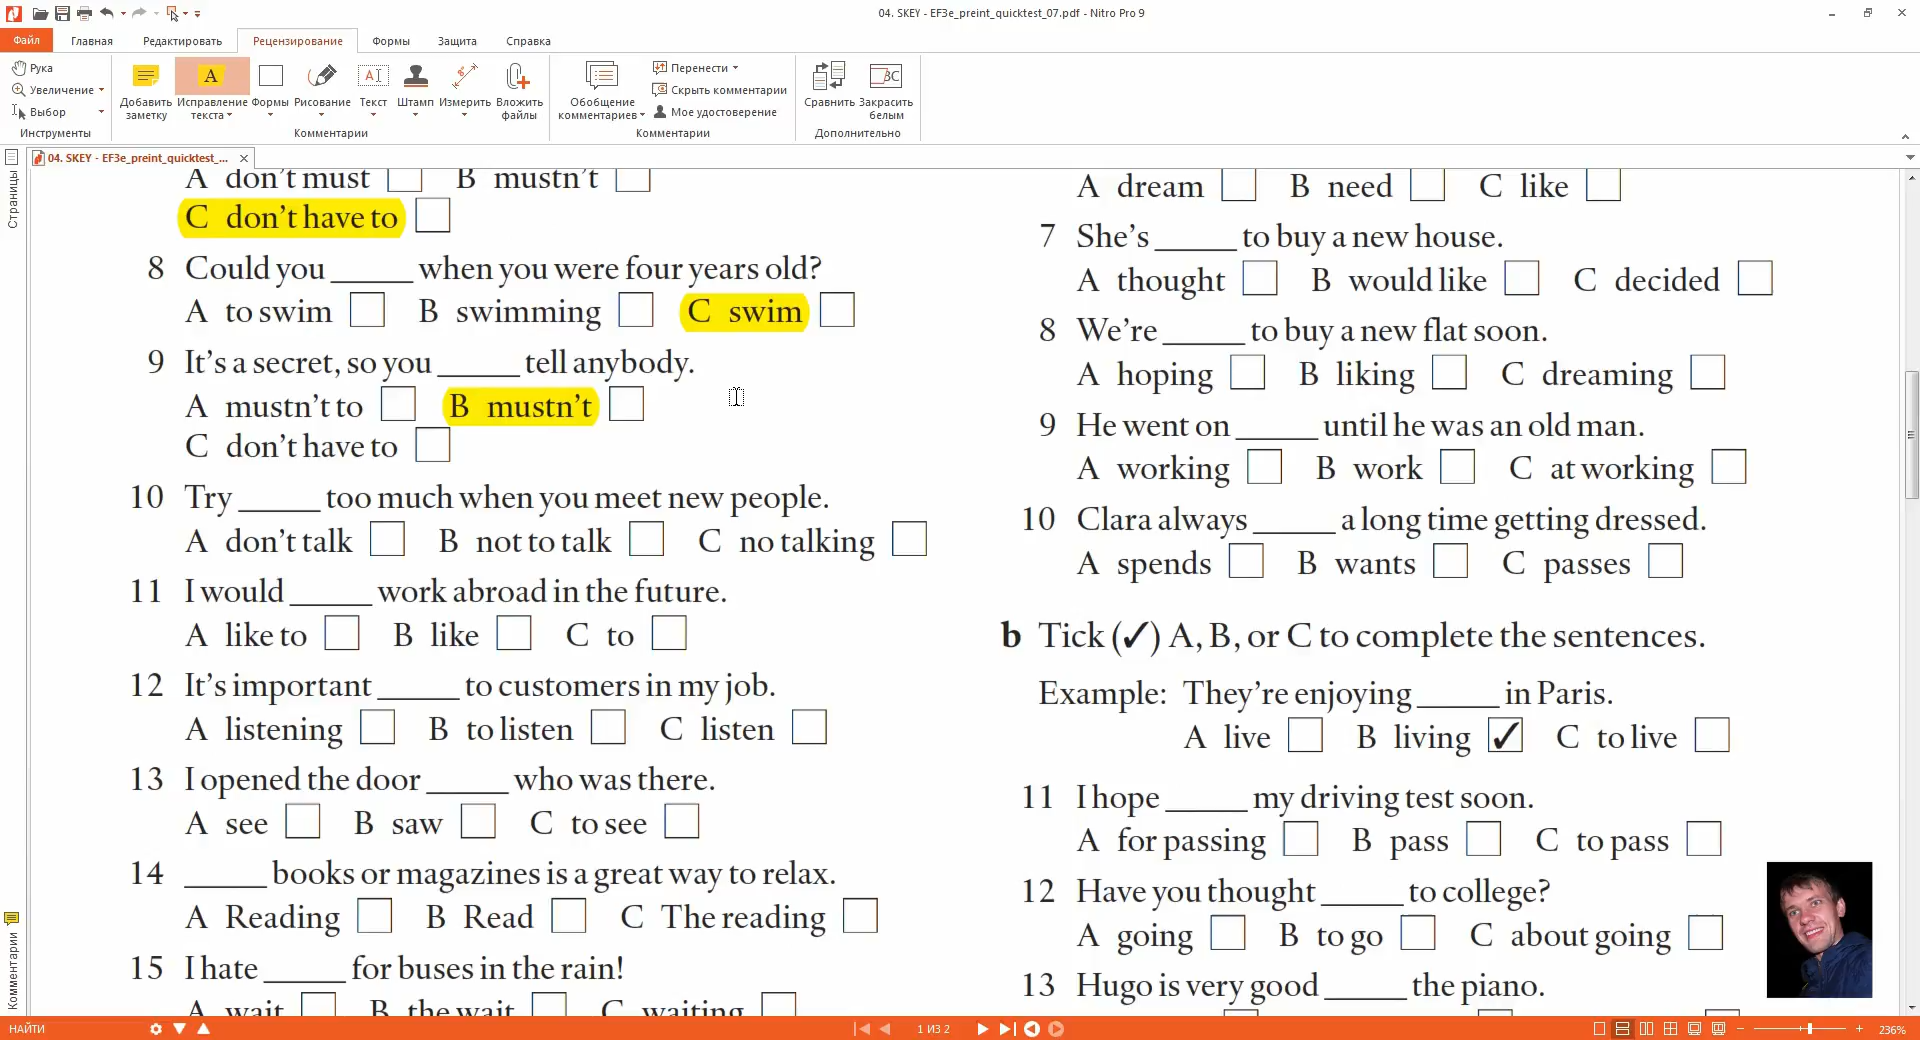 04. SKEY - EF3e_preint_quicktest_07.pdf - Nitro Pro 9
Файл Главная Редактировать Рецензирование Формы Защита Справка
Рука
Увеличение
Выбор
Инструменты
Добавить заметку
Исправление текста
Формы
Рисование
Текст
Штамп
Измерить
Вложить файлы
Комментарии
Обобщение комментариев
Перенести
Скрыть комментарии
Мое удостоверение
Комментарии
Сравнить
Закрасить белым
Дополнительно
04. SKEY - EF3e_preint_quicktest_...
Страницы
Комментарии
A don't must B mustn't
C don't have to
8 Could you _____ when you were four years old?
A to swim B swimming C swim
9 It's a secret, so you _____ tell anybody.
A mustn't to B mustn't
C don't have to
10 Try _____ too much when you meet new people.
A don't talk B not to talk C no talking
11 I would _____ work abroad in the future.
A like to B like C to
12 It's important _____ to customers in my job.
A listening B to listen C listen
13 I opened the door _____ who was there.
A see B saw C to see
14 _____ books or magazines is a great way to relax.
A Reading B Read C The reading
15 I hate _____ for buses in the rain!
A wait B the wait C waiting
A dream B need C like
7 She's _____ to buy a new house.
A thought B would like C decided
8 We're _____ to buy a new flat soon.
A hoping B liking C dreaming
9 He went on _____ until he was an old man.
A working B work C at working
10 Clara always _____ a long time getting dressed.
A spends B wants C passes
b Tick (✓) A, B, or C to complete the sentences.
Example: They're enjoying _____ in Paris.
A live B living ✓ C to live
11 I hope _____ my driving test soon.
A for passing B pass C to pass
12 Have you thought _____ to college?
A going B to go C about going
13 Hugo is very good _____ the piano.
НАЙТИ
1 ИЗ 2
236%